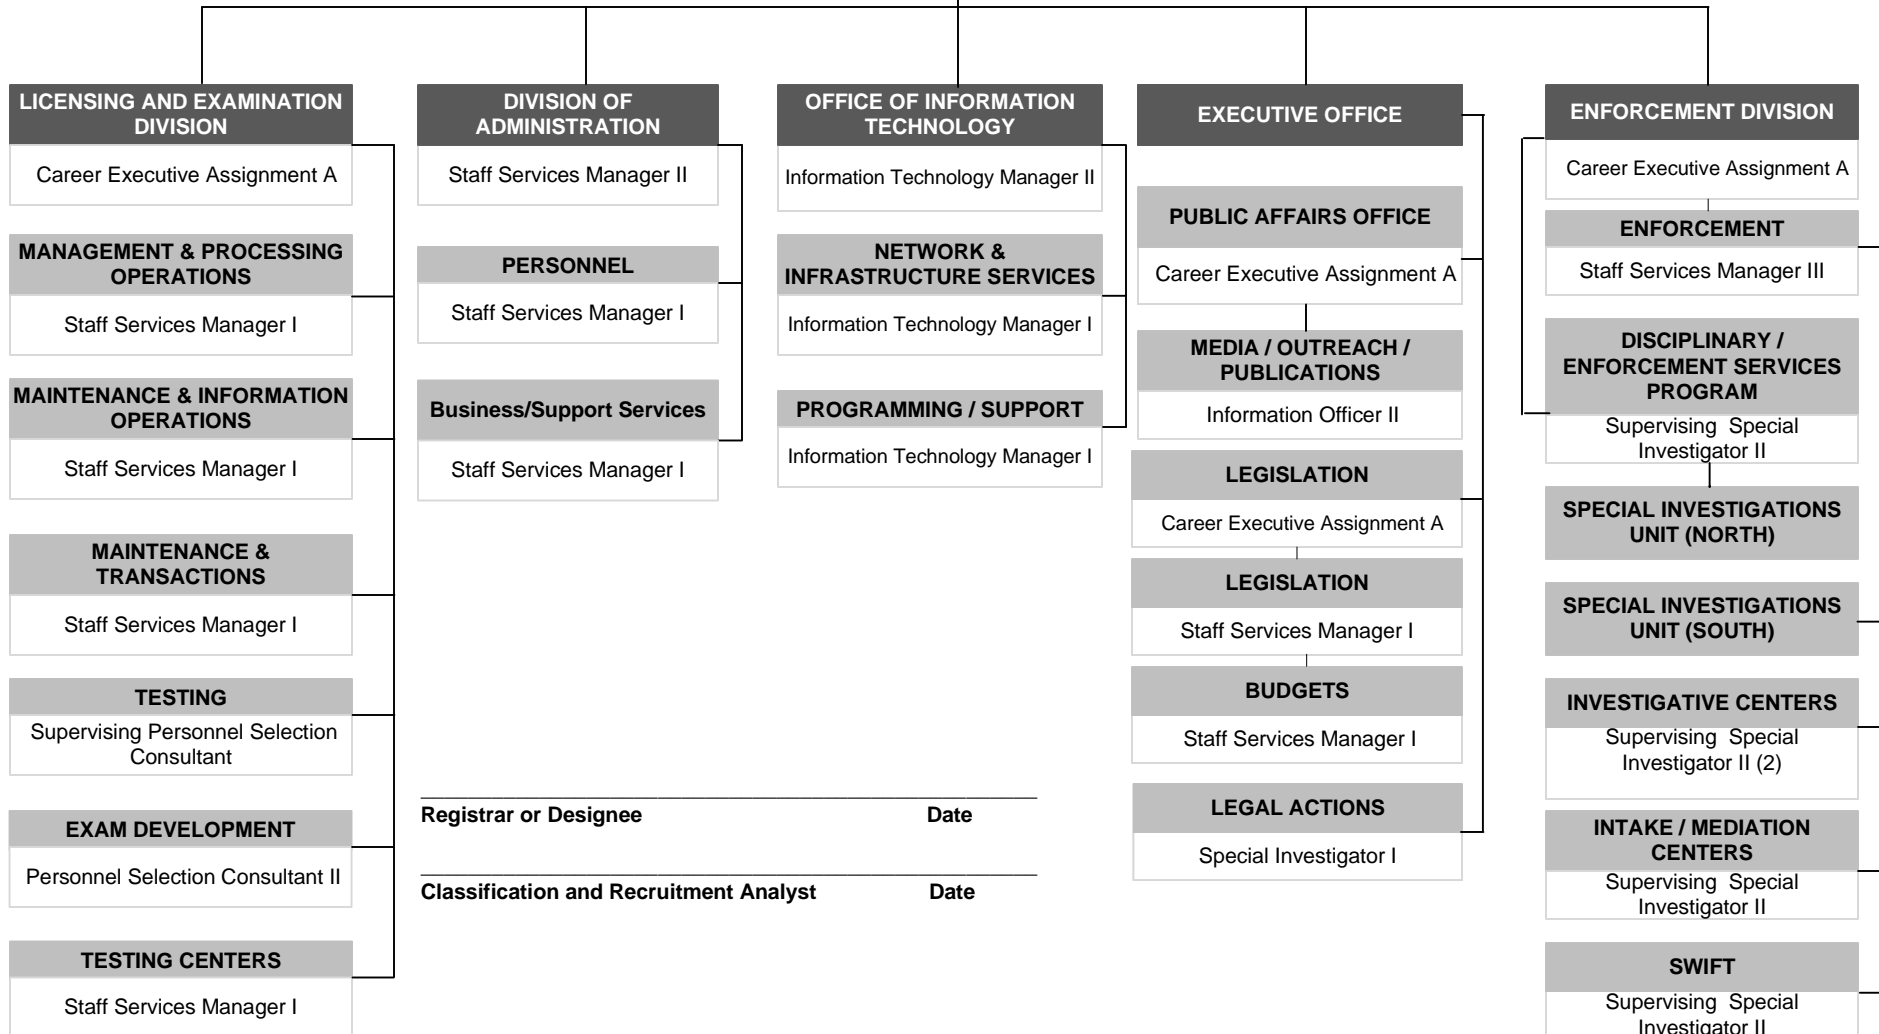 LICENSING AND EXAMINATION
DIVISION
Career Executive Assignment A
MANAGEMENT & PROCESSING
OPERATIONS
Staff Services Manager I
MAINTENANCE & INFORMATION
OPERATIONS
Staff Services Manager I
MAINTENANCE &
TRANSACTIONS
Staff Services Manager I
TESTING
Supervising Personnel Selection
Consultant
EXAM DEVELOPMENT
Personnel Selection Consultant II
TESTING CENTERS
Staff Services Manager I
DIVISION OF
ADMINISTRATION
Staff Services Manager II
PERSONNEL
Staff Services Manager I
Business/Support Services
Staff Services Manager I
OFFICE OF INFORMATION
TECHNOLOGY
Information Technology Manager II
NETWORK &
INFRASTRUCTURE SERVICES
Information Technology Manager I
PROGRAMMING / SUPPORT
Information Technology Manager I
Registrar or Designee Date
Classification and Recruitment Analyst Date
EXECUTIVE OFFICE
PUBLIC AFFAIRS OFFICE
Career Executive Assignment A
MEDIA / OUTREACH /
PUBLICATIONS
Information Officer II
LEGISLATION
Career Executive Assignment A
LEGISLATION
Staff Services Manager I
BUDGETS
Staff Services Manager I
LEGAL ACTIONS
Special Investigator I
ENFORCEMENT DIVISION
Career Executive Assignment A
ENFORCEMENT
Staff Services Manager III
DISCIPLINARY /
ENFORCEMENT SERVICES
PROGRAM
Supervising Special
Investigator II
SPECIAL INVESTIGATIONS
UNIT (NORTH)
SPECIAL INVESTIGATIONS
UNIT (SOUTH)
INVESTIGATIVE CENTERS
Supervising Special
Investigator II (2)
INTAKE / MEDIATION
CENTERS
Supervising Special
Investigator II
SWIFT
Supervising Special
Investigator II